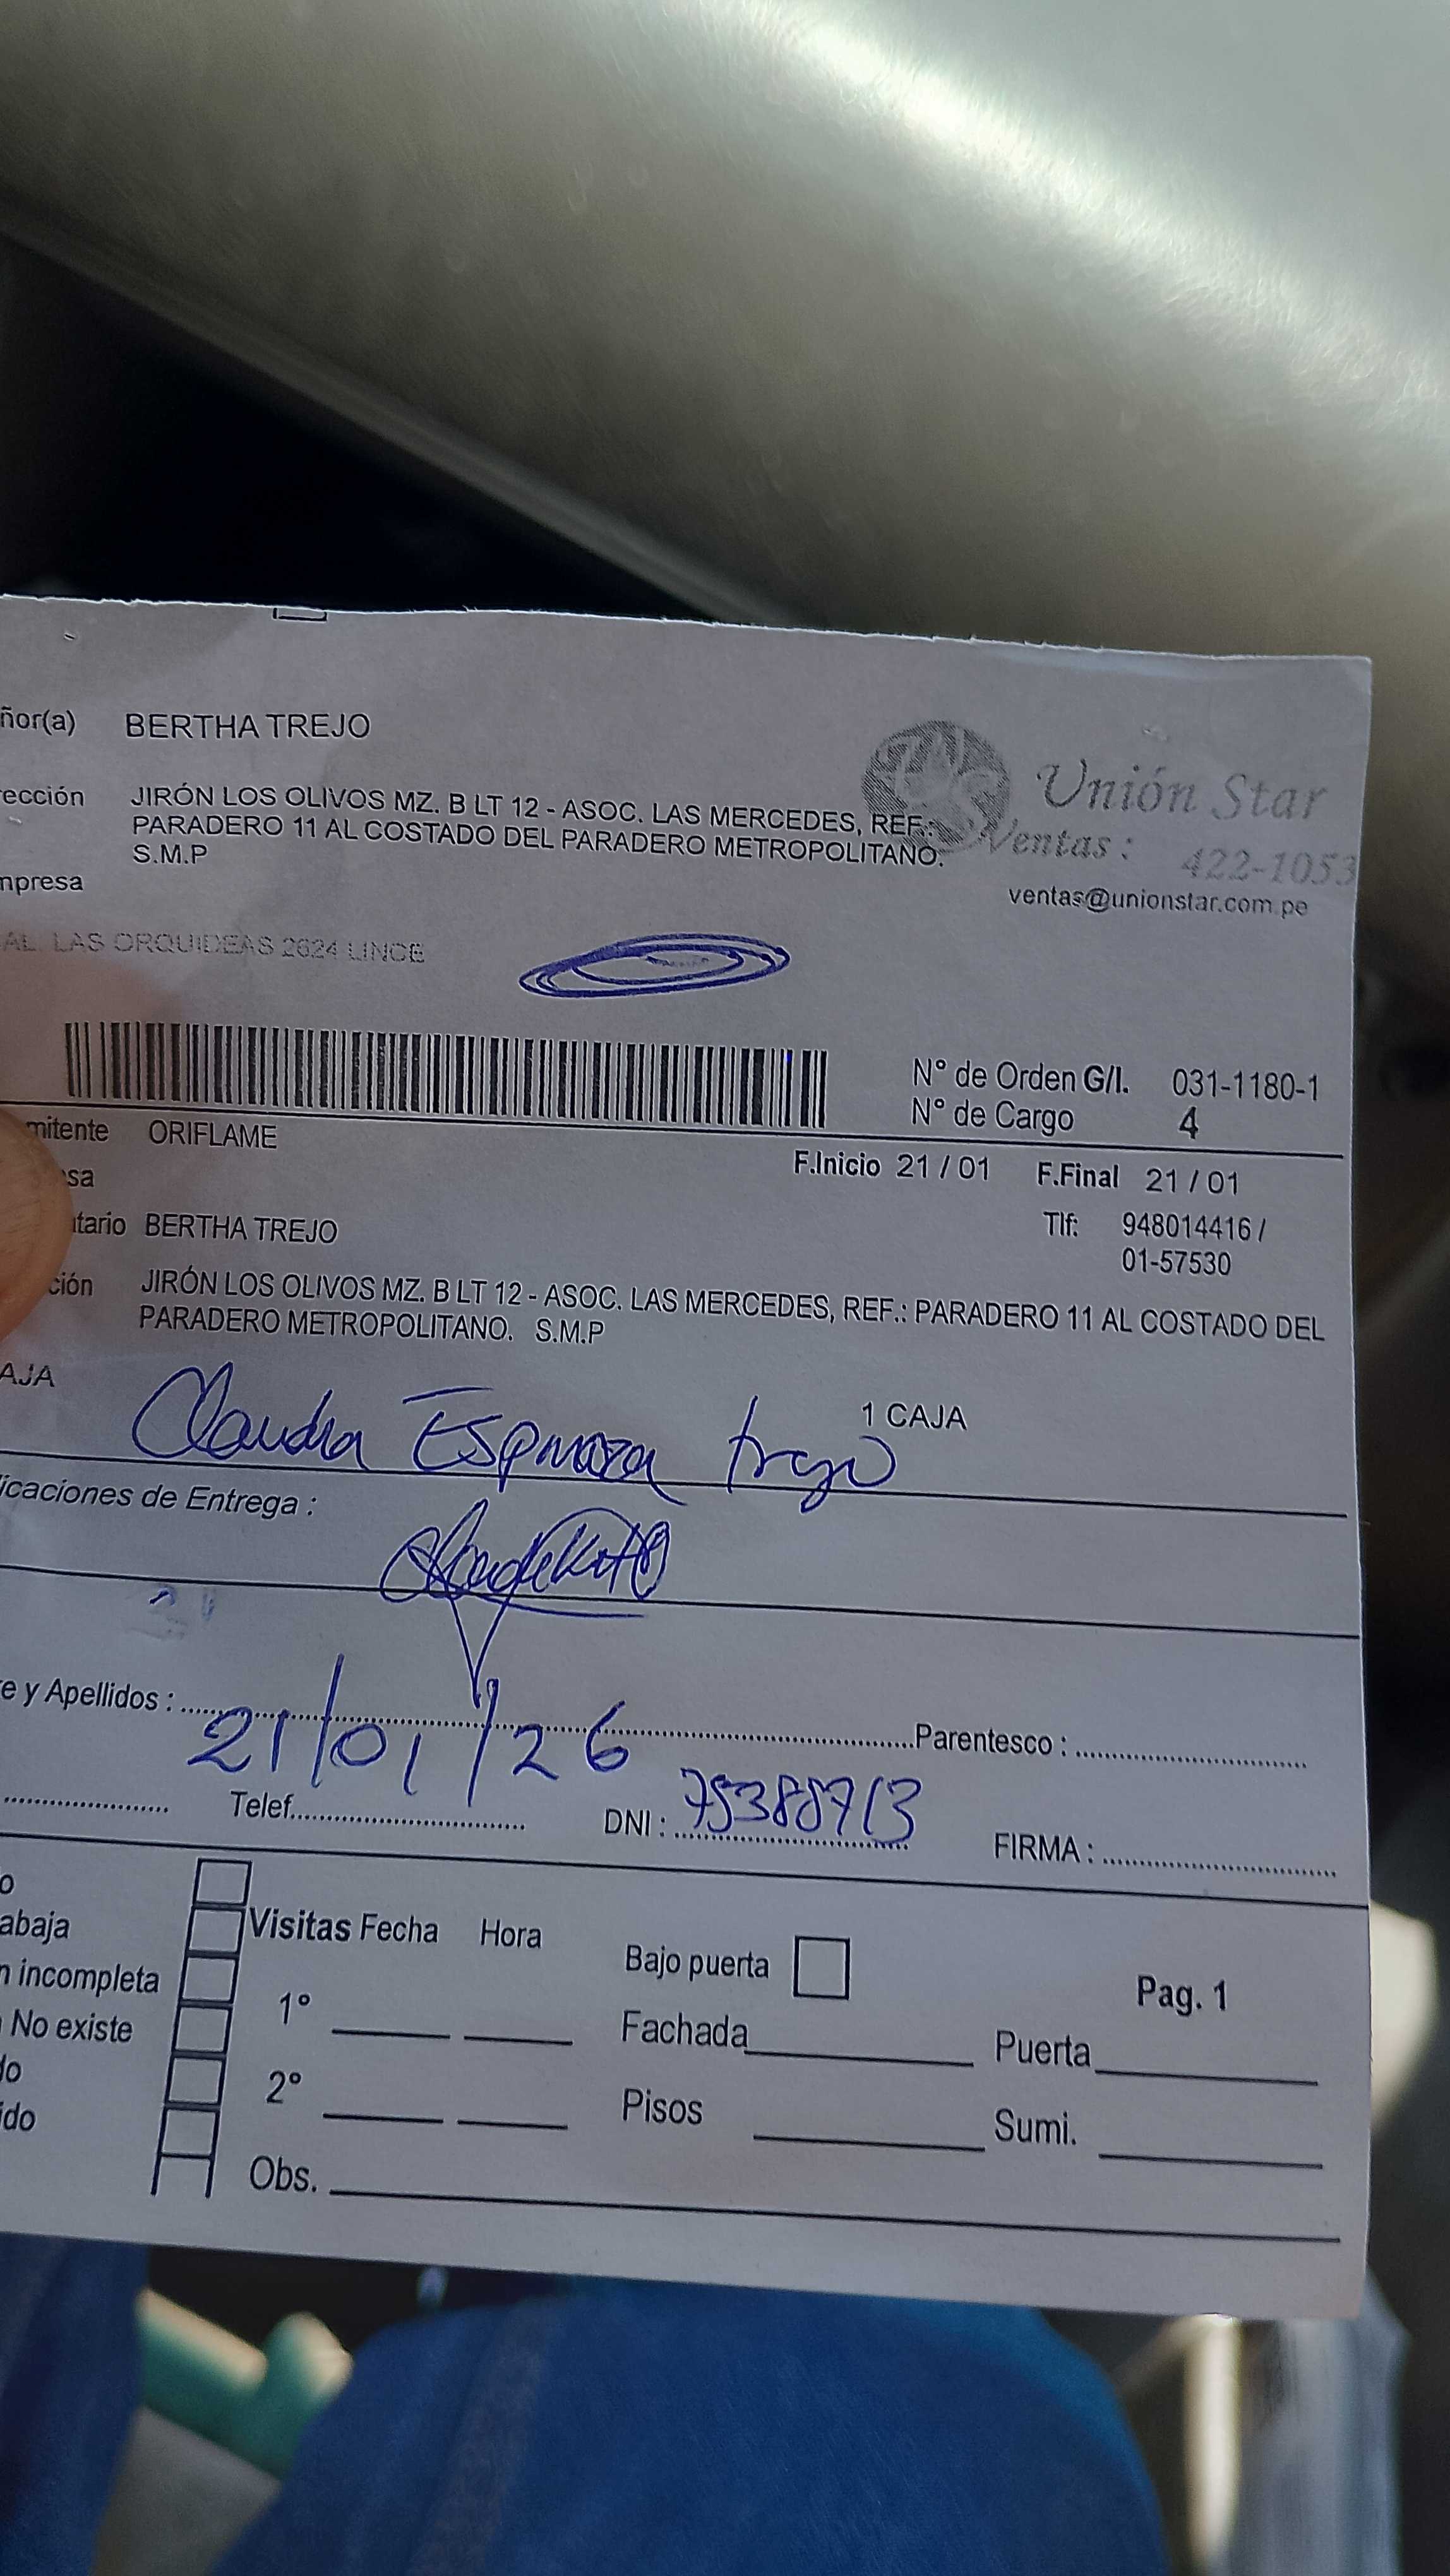 ñor(a) BERTHA TREJO
Unión Star
ección JIRÓN LOS OLIVOS MZ. B LT 12 - ASOC. LAS MERCEDES, REF.:
PARADERO 11 AL COSTADO DEL PARADERO METROPOLITANO.
S.M.P
Ventas : 422-1053
mpresa
ventas@unionstar.com.pe
AL. LAS ORQUIDEAS 2624 LINCE
N° de Orden G/I. 031-1180-1
N° de Cargo 4
mitente ORIFLAME
F.Inicio 21 / 01 F.Final 21 / 01
sa
atario BERTHA TREJO
Tlf: 948014416 /
01-57530
ción JIRÓN LOS OLIVOS MZ. B LT 12 - ASOC. LAS MERCEDES, REF.: PARADERO 11 AL COSTADO DEL
PARADERO METROPOLITANO. S.M.P
AJA 1 CAJA
Claudia Espinoza trejo
icaciones de Entrega :
e y Apellidos : Parentesco :
21/01/26
Telef. DNI : FIRMA :
o
abaja
Visitas Fecha Hora
Bajo puerta
n incompleta
Pag. 1
1°
No existe
Fachada Puerta
do
2°
ido
Pisos Sumi.
Obs.